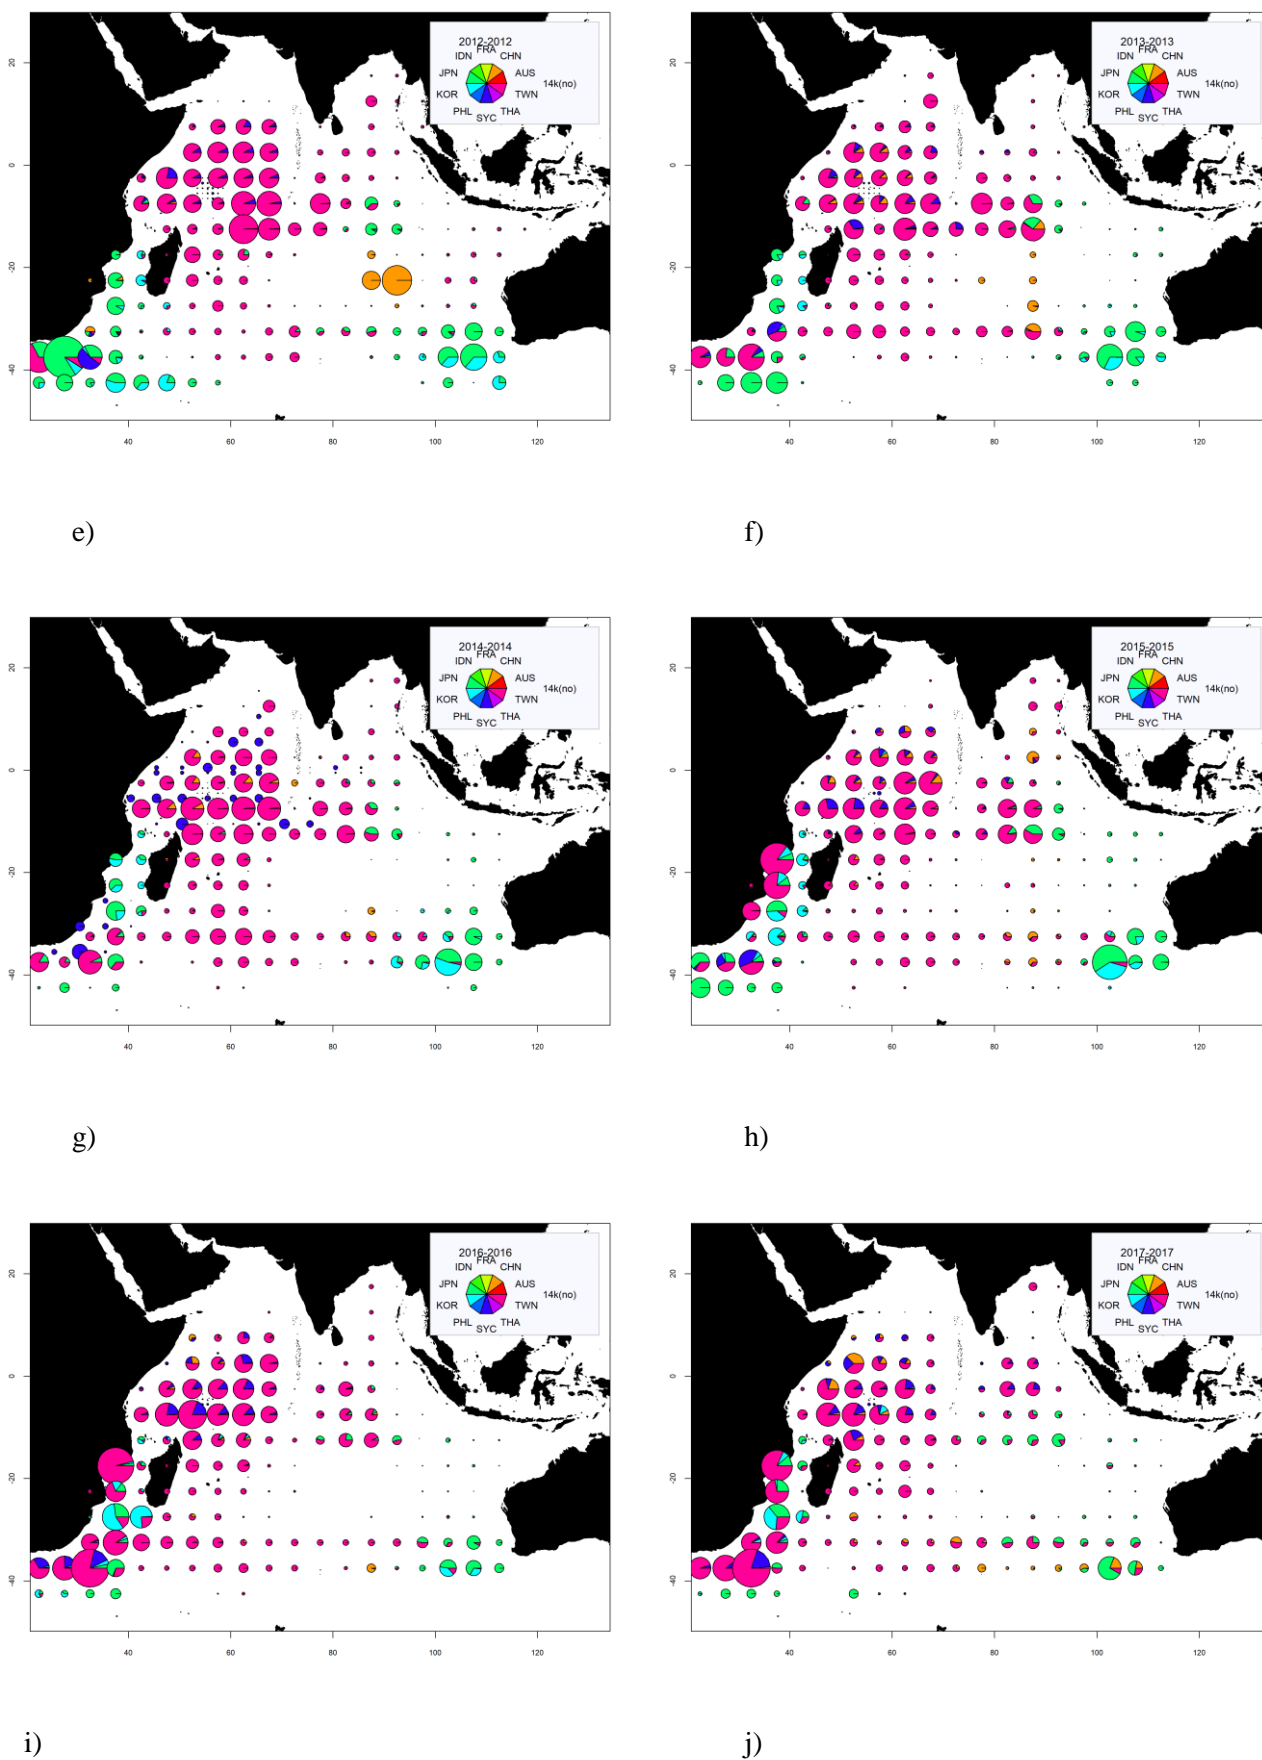 2012-2012
FRA
IDN CHN
JPN AUS
14k(no)
KOR TWN
PHL THA
SYC
20
0
-20
-40
40 60 80 100 120
2013-2013
FRA
IDN CHN
JPN AUS
14k(no)
KOR TWN
PHL THA
SYC
20
0
-20
-40
40 60 80 100 120
e) f)
2014-2014
FRA
IDN CHN
JPN AUS
14k(no)
KOR TWN
PHL THA
SYC
20
0
-20
-40
40 60 80 100 120
2015-2015
FRA
IDN CHN
JPN AUS
14k(no)
KOR TWN
PHL THA
SYC
20
0
-20
-40
40 60 80 100 120
g) h)
2016-2016
FRA
IDN CHN
JPN AUS
14k(no)
KOR TWN
PHL THA
SYC
20
0
-20
-40
40 60 80 100 120
2017-2017
FRA
IDN CHN
JPN AUS
14k(no)
KOR TWN
PHL THA
SYC
20
0
-20
-40
40 60 80 100 120
i) j)